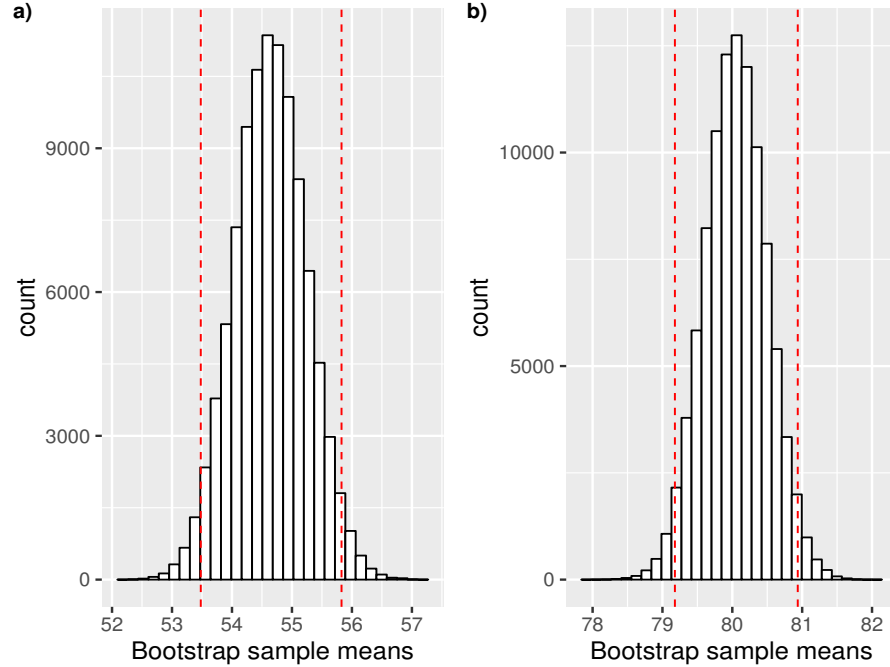 a)
9000
6000
3000
0
count
52 53 54 55 56 57
Bootstrap sample means
b)
10000
5000
0
count
78 79 80 81 82
Bootstrap sample means